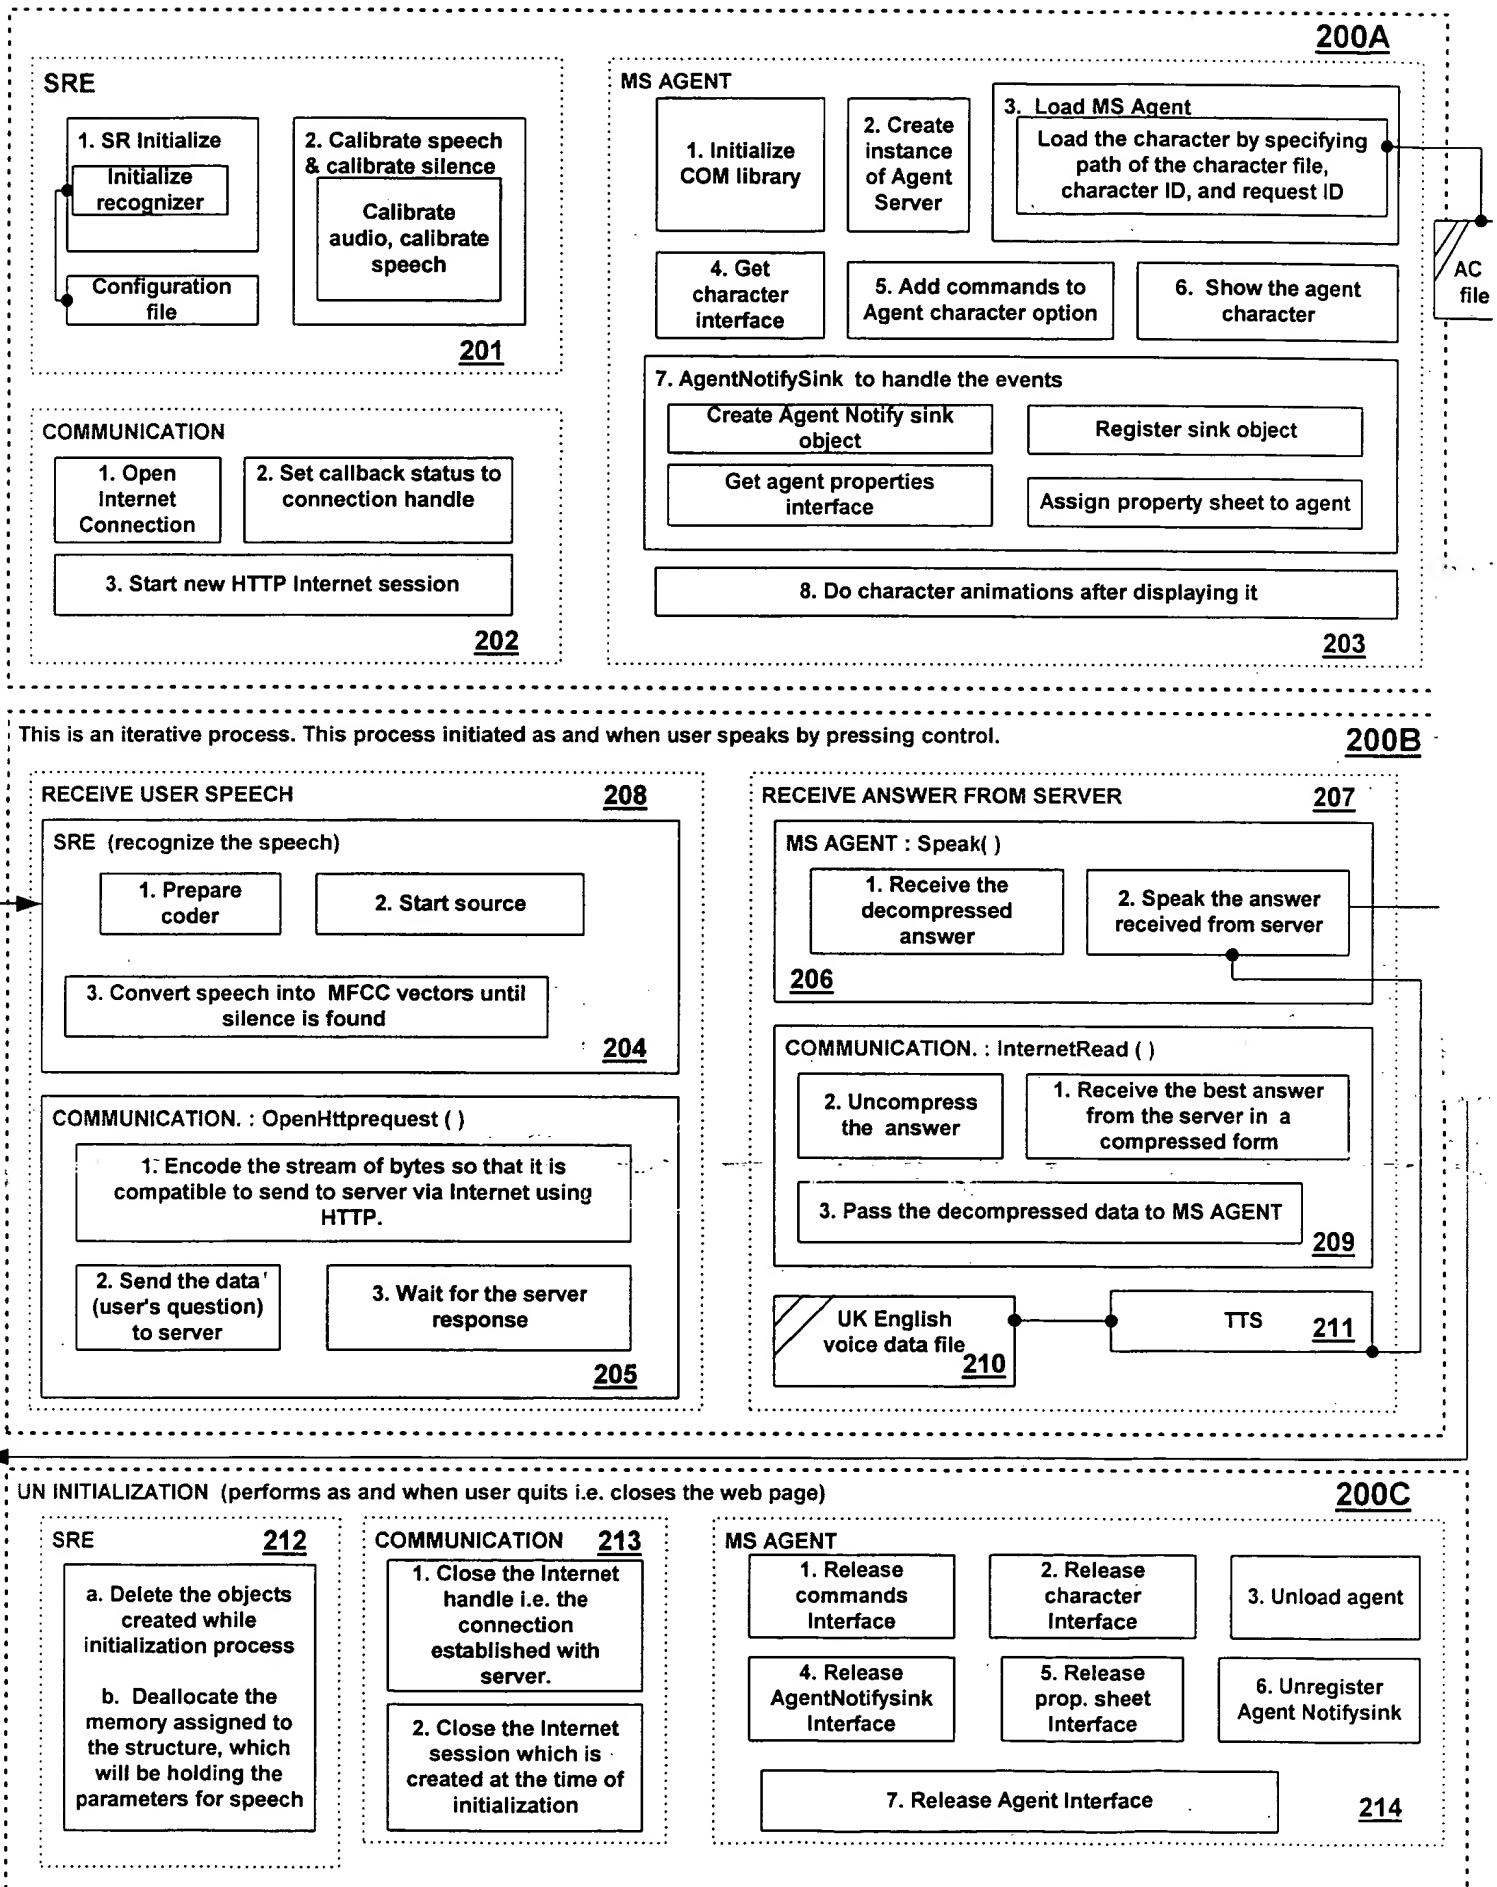 200A
SRE
1. SR Initialize
Initialize
recognizer
Configuration
file
2. Calibrate speech
& calibrate silence
Calibrate
audio, calibrate
speech
201
COMMUNICATION
1. Open
Internet
Connection
2. Set callback status to
connection handle
3. Start new HTTP Internet session
202
MS AGENT
1. Initialize
COM library
2. Create
instance
of Agent
Server
3. Load MS Agent
Load the character by specifying
path of the character file,
character ID, and request ID
AC
file
4. Get
character
interface
5. Add commands to
Agent character option
6. Show the agent
character
7. AgentNotifySink to handle the events
Create Agent Notify sink
object
Register sink object
Get agent properties
interface
Assign property sheet to agent
8. Do character animations after displaying it
203
This is an iterative process. This process initiated as and when user speaks by pressing control.
200B
RECEIVE USER SPEECH
208
SRE (recognize the speech)
1. Prepare
coder
2. Start source
3. Convert speech into MFCC vectors until
silence is found
204
COMMUNICATION. : OpenHttprequest ( )
1. Encode the stream of bytes so that it is
compatible to send to server via Internet using
HTTP.
2. Send the data
(user's question)
to server
3. Wait for the server
response
205
RECEIVE ANSWER FROM SERVER
207
MS AGENT : Speak( )
1. Receive the
decompressed
answer
2. Speak the answer
received from server
206
COMMUNICATION. : InternetRead ( )
2. Uncompress
the answer
1. Receive the best answer
from the server in a
compressed form
3. Pass the decompressed data to MS AGENT
209
UK English
voice data file
210
TTS
211
UN INITIALIZATION (performs as and when user quits i.e. closes the web page)
200C
SRE
212
a. Delete the objects
created while
initialization process
b. Deallocate the
memory assigned to
the structure, which
will be holding the
parameters for speech
COMMUNICATION
213
1. Close the Internet
handle i.e. the
connection
established with
server.
2. Close the Internet
session which is
created at the time of
initialization
MS AGENT
1. Release
commands
Interface
2. Release
character
Interface
3. Unload agent
4. Release
AgentNotifysink
Interface
5. Release
prop. sheet
Interface
6. Unregister
Agent Notifysink
7. Release Agent Interface
214